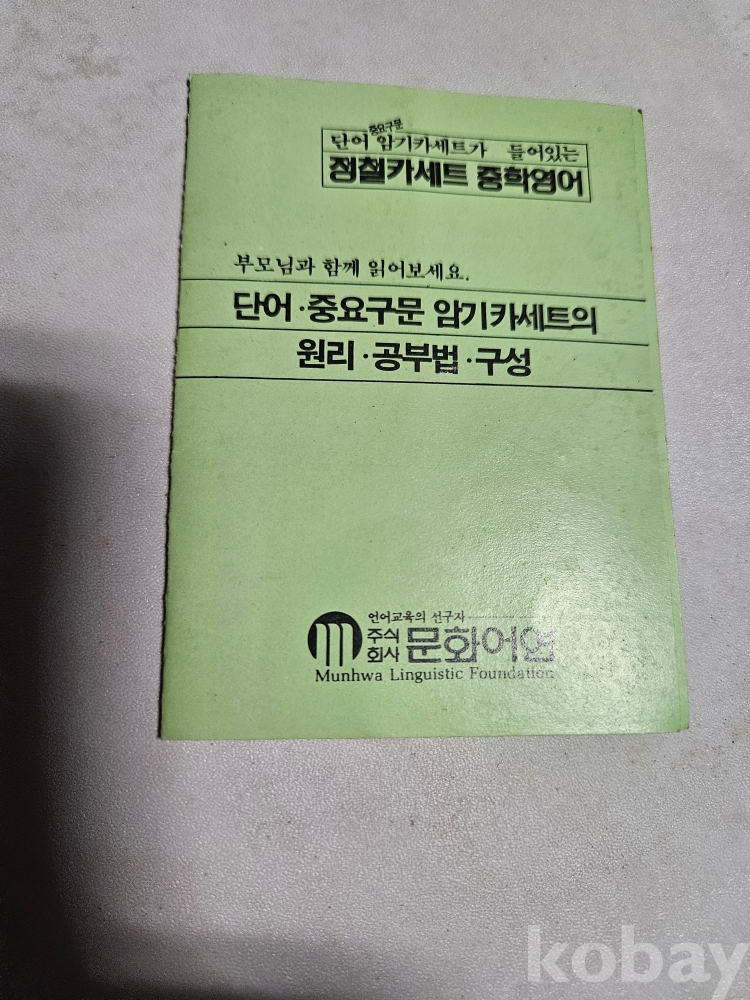 중요구문
단어 암기카세트가 들어있는
정철카세트 중학영어
부모님과 함께 읽어보세요.
단어·중요구문 암기카세트의
원리·공부법·구성
언어교육의 선구자
주식회사 문화어연
Munhwa Linguistic Foundation
kobay